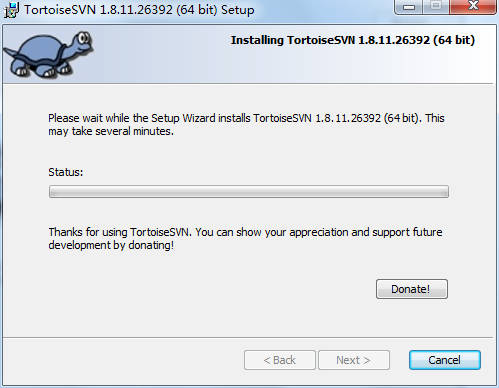 TortoiseSVN 1.8.11.26392 (64 bit) Setup
Installing TortoiseSVN 1.8.11.26392 (64 bit)
Please wait while the Setup Wizard installs TortoiseSVN 1.8.11.26392 (64 bit). This
may take several minutes.
Status:
Thanks for using TortoiseSVN. You can show your appreciation and support future
development by donating!
Donate!
< Back
Next >
Cancel